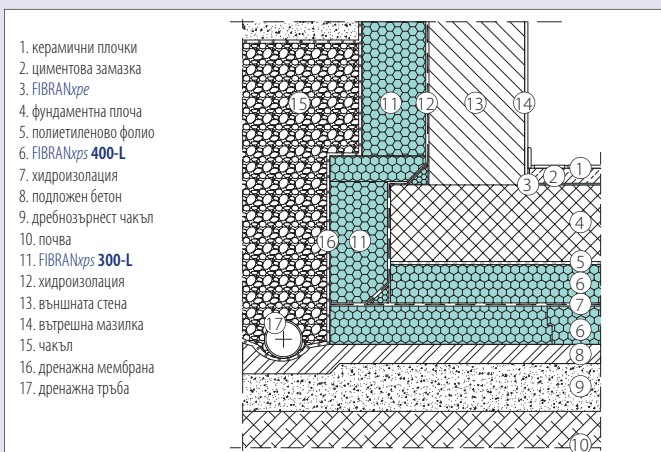 1. керамични плочки
2. циментова замазка
3. FIBRANxpe
4. фундаментна плоча
5. полиетиленово фолио
6. FIBRANxps 400-L
7. хидроизолация
8. подложен бетон
9. дребнозърнест чакъл
10. почва
11. FIBRANxps 300-L
12. хидроизолация
13. външната стена
14. вътрешна мазилка
15. чакъл
16. дренажна мембрана
17. дренажна тръба
15
11
12
13
14
1
2
3
4
16
11
5
6
7
17
6
8
9
10